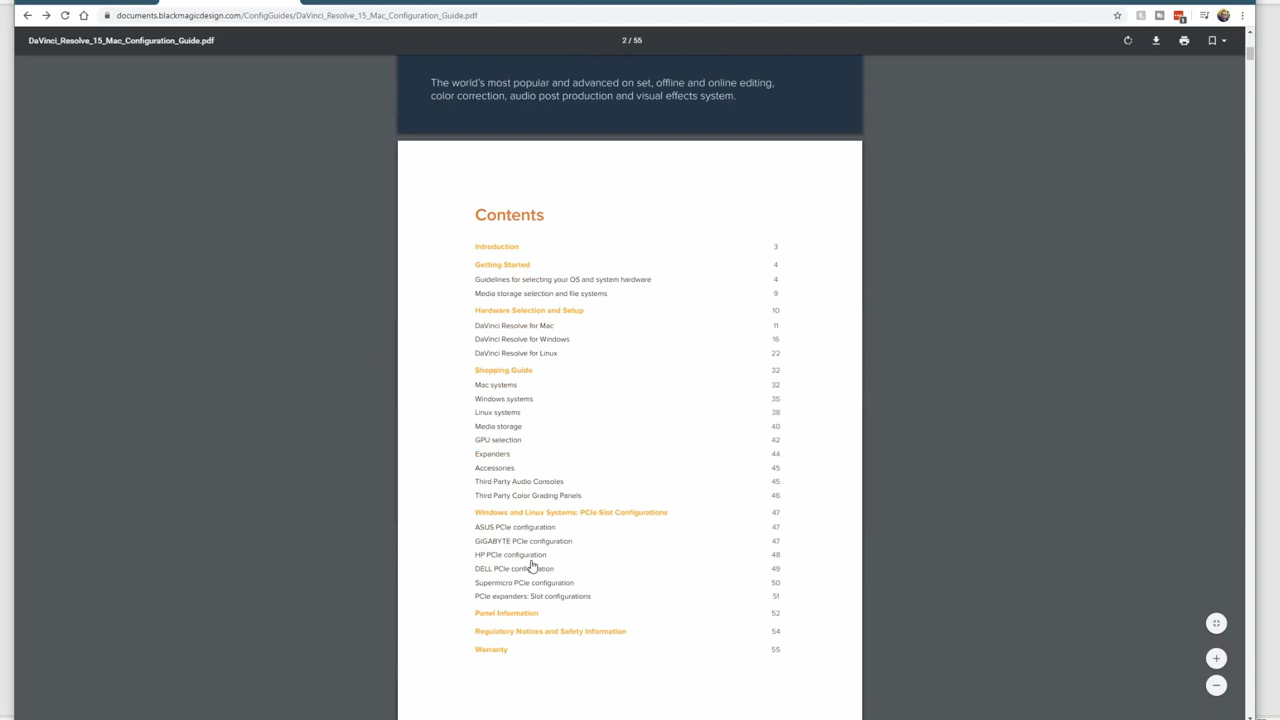 documents.blackmagicdesign.com/ConfigGuides/DaVinci_Resolve_15_Mac_Configuration_Guide.pdf
DaVinci_Resolve_15_Mac_Configuration_Guide.pdf
2 / 55
The world's most popular and advanced on set, offline and online editing,
color correction, audio post production and visual effects system.
Contents
Introduction 3
Getting Started 4
Guidelines for selecting your OS and system hardware 4
Media storage selection and file systems 9
Hardware Selection and Setup 10
DaVinci Resolve for Mac 11
DaVinci Resolve for Windows 16
DaVinci Resolve for Linux 22
Shopping Guide 32
Mac systems 32
Windows systems 35
Linux systems 38
Media storage 40
GPU selection 42
Expanders 44
Accessories 45
Third Party Audio Consoles 45
Third Party Color Grading Panels 46
Windows and Linux Systems: PCIe Slot Configurations 47
ASUS PCIe configuration 47
GIGABYTE PCIe configuration 47
HP PCIe configuration 48
DELL PCIe configuration 49
Supermicro PCIe configuration 50
PCIe expanders: Slot configurations 51
Panel Information 52
Regulatory Notices and Safety Information 54
Warranty 55